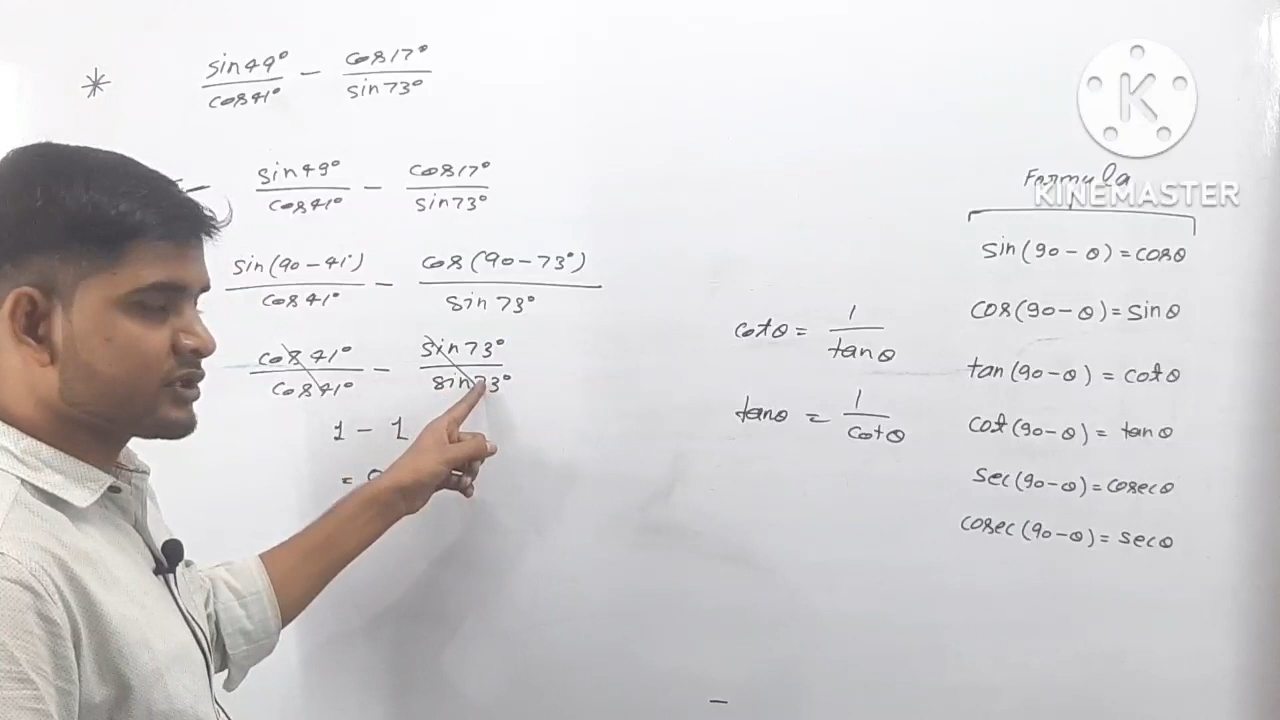 * sin49° / cos41° - cos17° / sin73°
sin49° / cos41° - cos17° / sin73°
sin(90-41°) / cos41° - cos(90-73°) / sin73°
cos41° / cos41° - sin73° / sin73°
1 - 1
=
cotθ = 1 / tanθ
tanθ = 1 / cotθ
K
KINEMASTER
Formula
sin(90-θ)=cosθ
cos(90-θ)=sinθ
tan(90-θ)=cotθ
cot(90-θ)=tanθ
sec(90-θ)=cosecθ
cosec(90-θ)=secθ